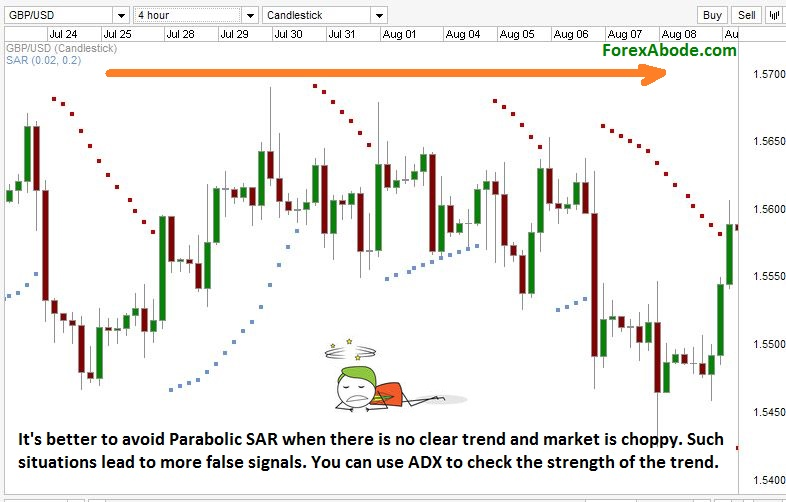 GBP/USD 4 hour Candlestick Buy Sell
Jul 24 Jul 25 Jul 28 Jul 29 Jul 30 Jul 31 Aug 01 Aug 04 Aug 05 Aug 06 Aug 07 Aug 08 Au
GBP/USD (Candlestick)
ForexAbode.com
SAR (0.02, 0.2)
1.5700
1.5650
1.5600
1.5550
1.5500
1.5450
1.5400
It's better to avoid Parabolic SAR when there is no clear trend and market is choppy. Such
situations lead to more false signals. You can use ADX to check the strength of the trend.